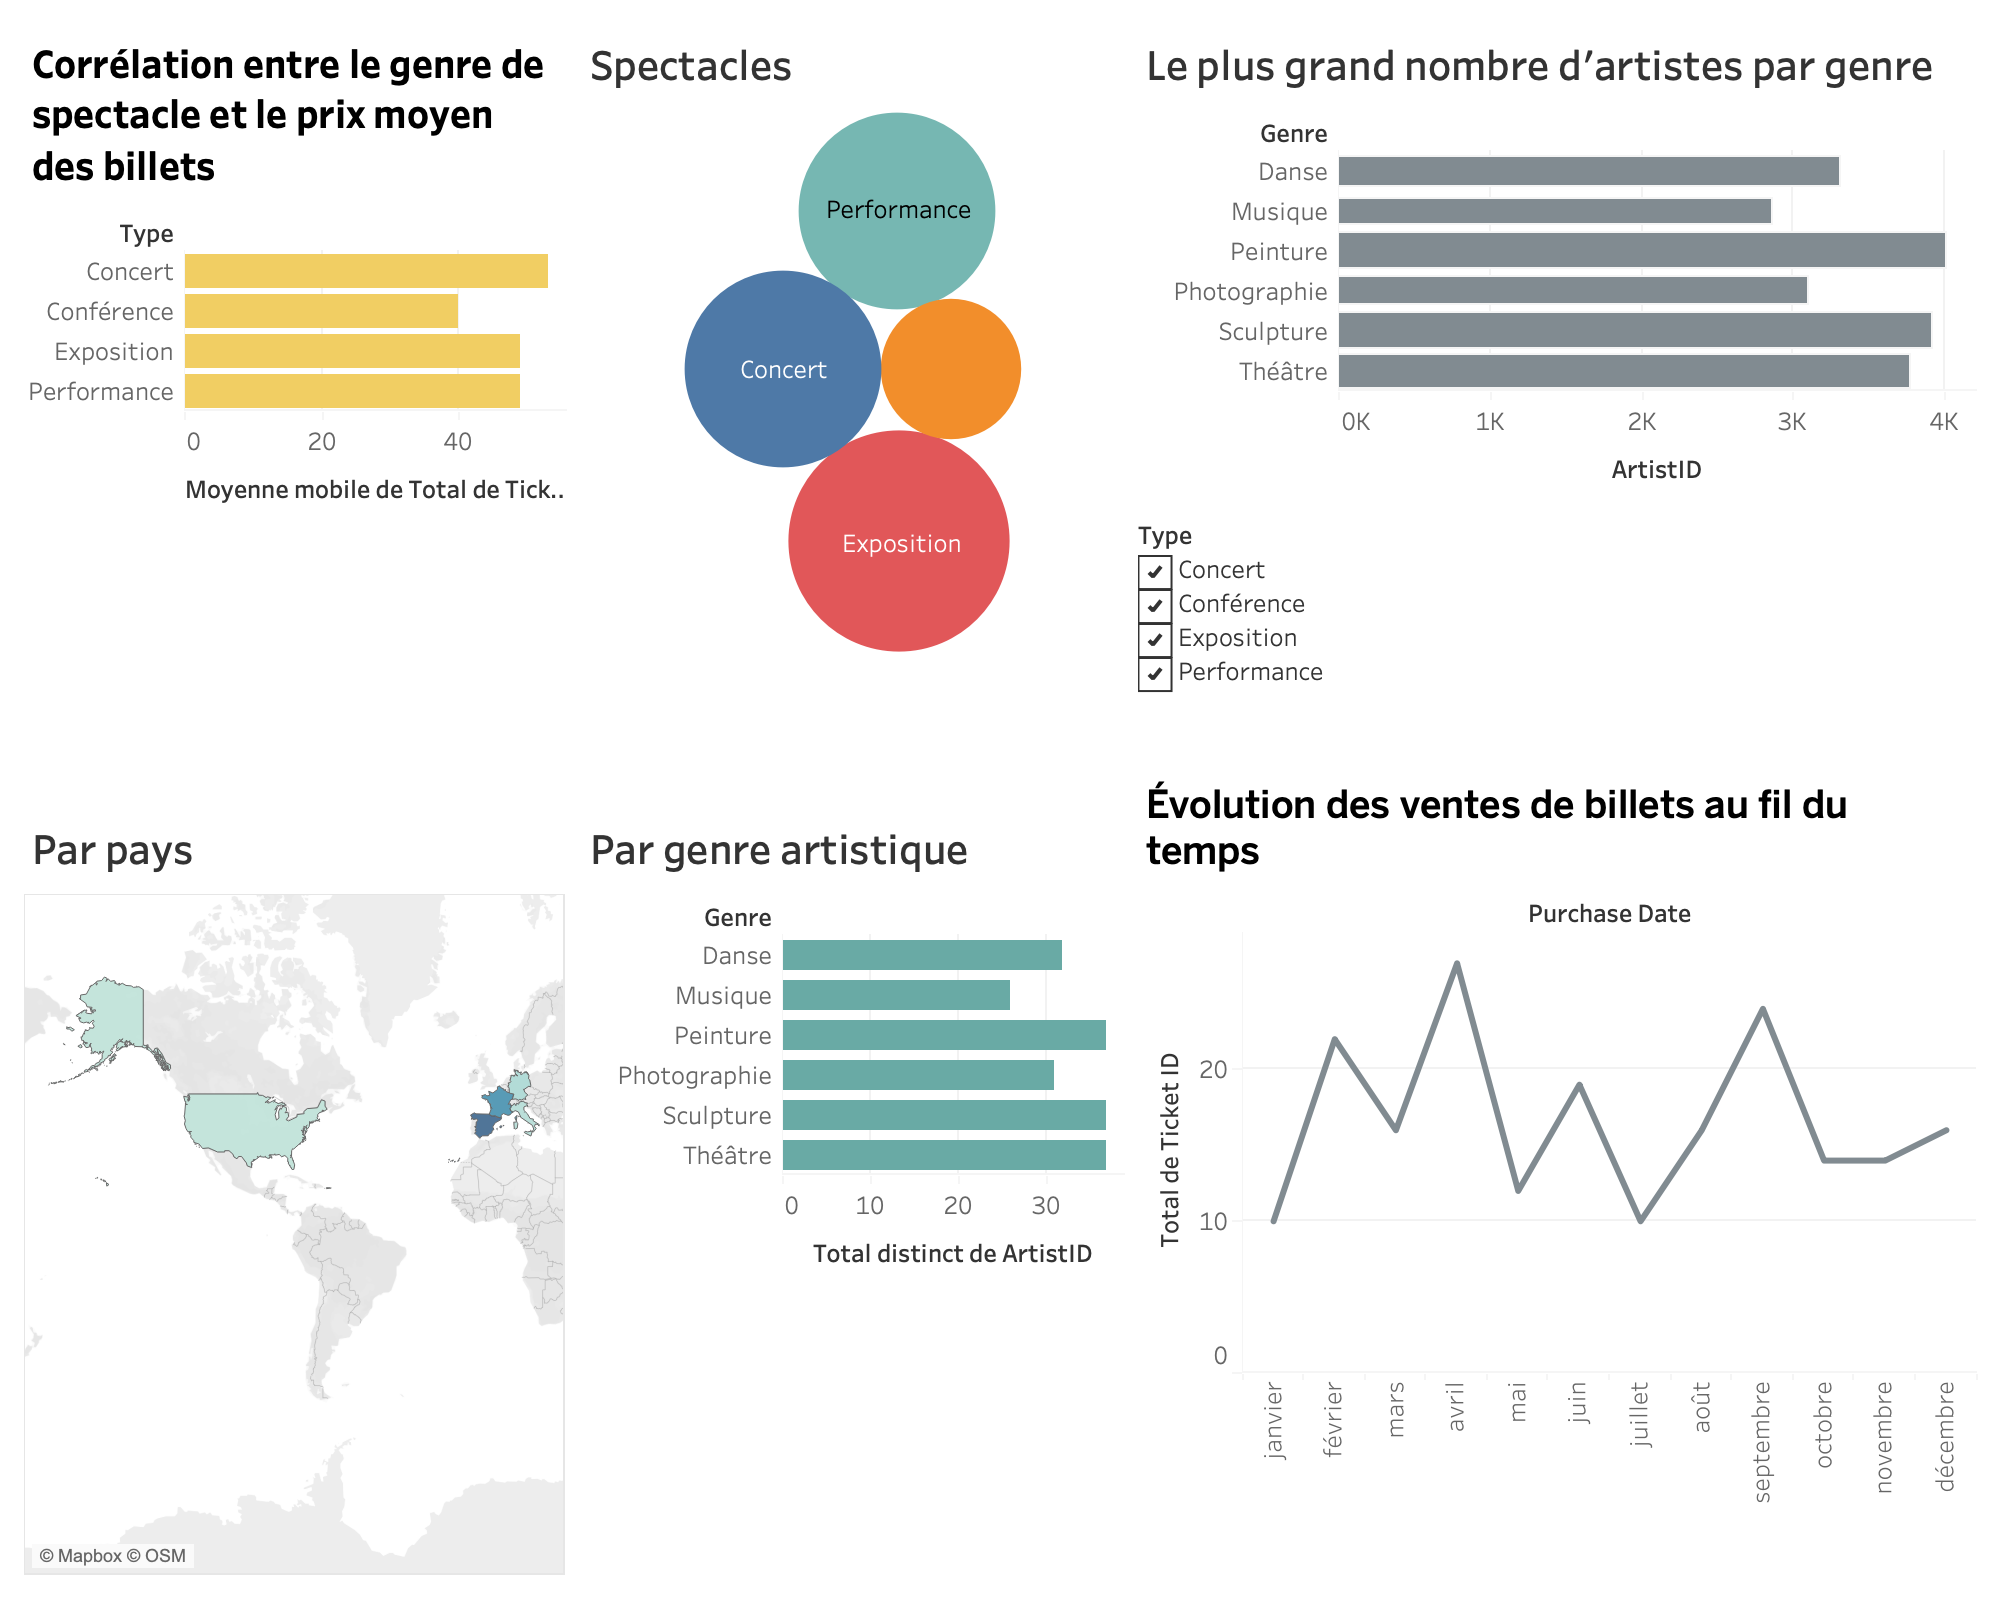 Corrélation entre le genre de
spectacle et le prix moyen
des billets
Type
Concert
Conférence
Exposition
Performance
0 20 40
Moyenne mobile de Total de Tick..
Spectacles
Performance
Concert
Exposition
Le plus grand nombre d’artistes par genre
Genre
Danse
Musique
Peinture
Photographie
Sculpture
Théâtre
0K 1K 2K 3K 4K
ArtistID
Type
Concert
Conférence
Exposition
Performance
Par pays
© Mapbox © OSM
Par genre artistique
Genre
Danse
Musique
Peinture
Photographie
Sculpture
Théâtre
0 10 20 30
Total distinct de ArtistID
Évolution des ventes de billets au fil du
temps
Purchase Date
Total de Ticket ID
20
10
0
janvier
février
mars
avril
mai
juin
juillet
août
septembre
octobre
novembre
décembre